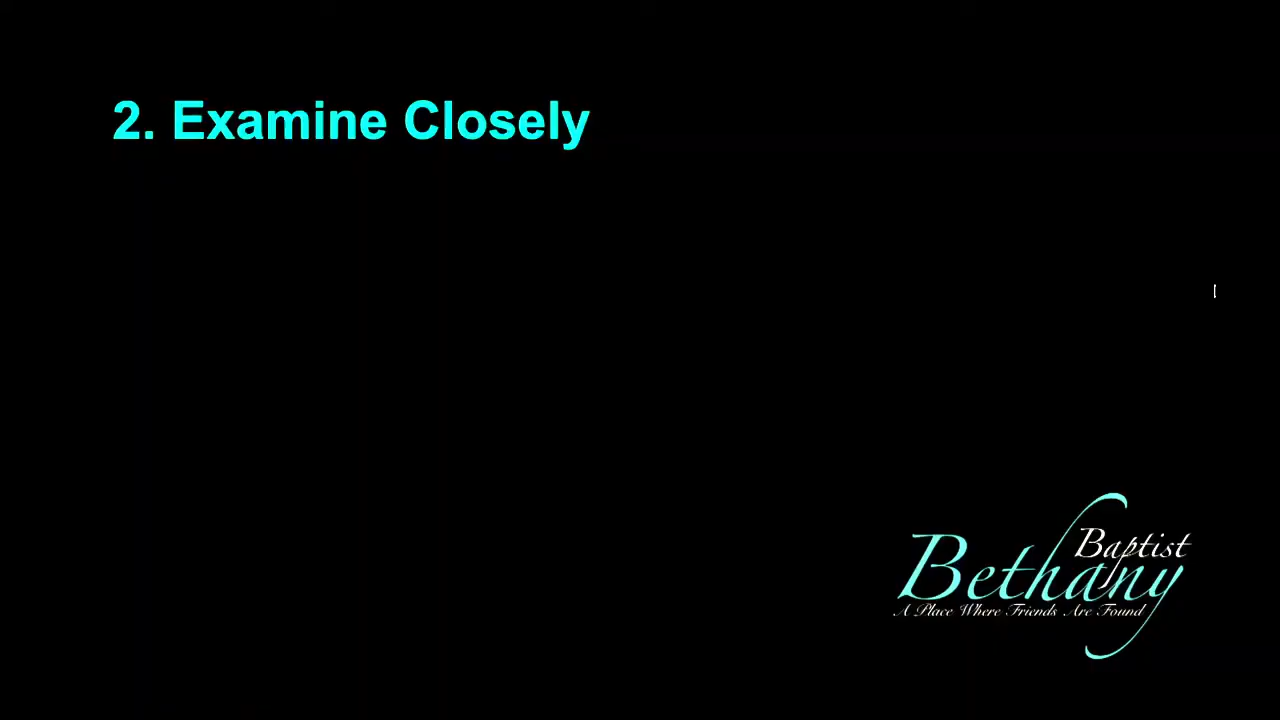 2. Examine Closely
Baptist
Bethany
A Place Where Friends Are Found